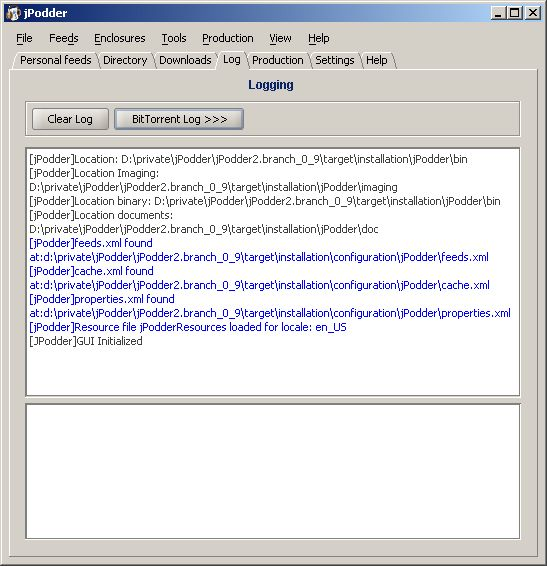 jPodder
File Feeds Enclosures Tools Production View Help
Personal feeds Directory Downloads Log Production Settings Help
Logging
Clear Log BitTorrent Log >>>
[jPodder]Location: D:\private\jPodder\jPodder2.branch_0_9\target\installation\jPodder\bin
[jPodder]Location Imaging:
D:\private\jPodder\jPodder2.branch_0_9\target\installation\jPodder\imaging
[jPodder]Location binary: D:\private\jPodder\jPodder2.branch_0_9\target\installation\jPodder\bin
[jPodder]Location documents:
D:\private\jPodder\jPodder2.branch_0_9\target\installation\jPodder\doc
[jPodder]feeds.xml found
at:d:\private\jPodder\jPodder2.branch_0_9\target\installation\configuration\jPodder\feeds.xml
[jPodder]cache.xml found
at:d:\private\jPodder\jPodder2.branch_0_9\target\installation\configuration\jPodder\cache.xml
[jPodder]properties.xml found
at:d:\private\jPodder\jPodder2.branch_0_9\target\installation\configuration\jPodder\properties.xml
[jPodder]Resource file jPodderResources loaded for locale: en_US
[JPodder]GUI Initialized